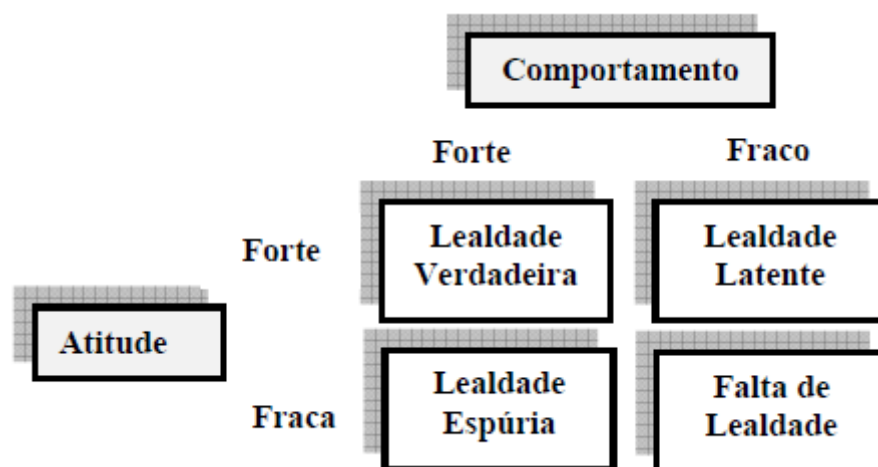 Comportamento
Forte
Fraco
Forte
Lealdade
Verdadeira
Lealdade
Latente
Atitude
Fraca
Lealdade
Espúria
Falta de
Lealdade